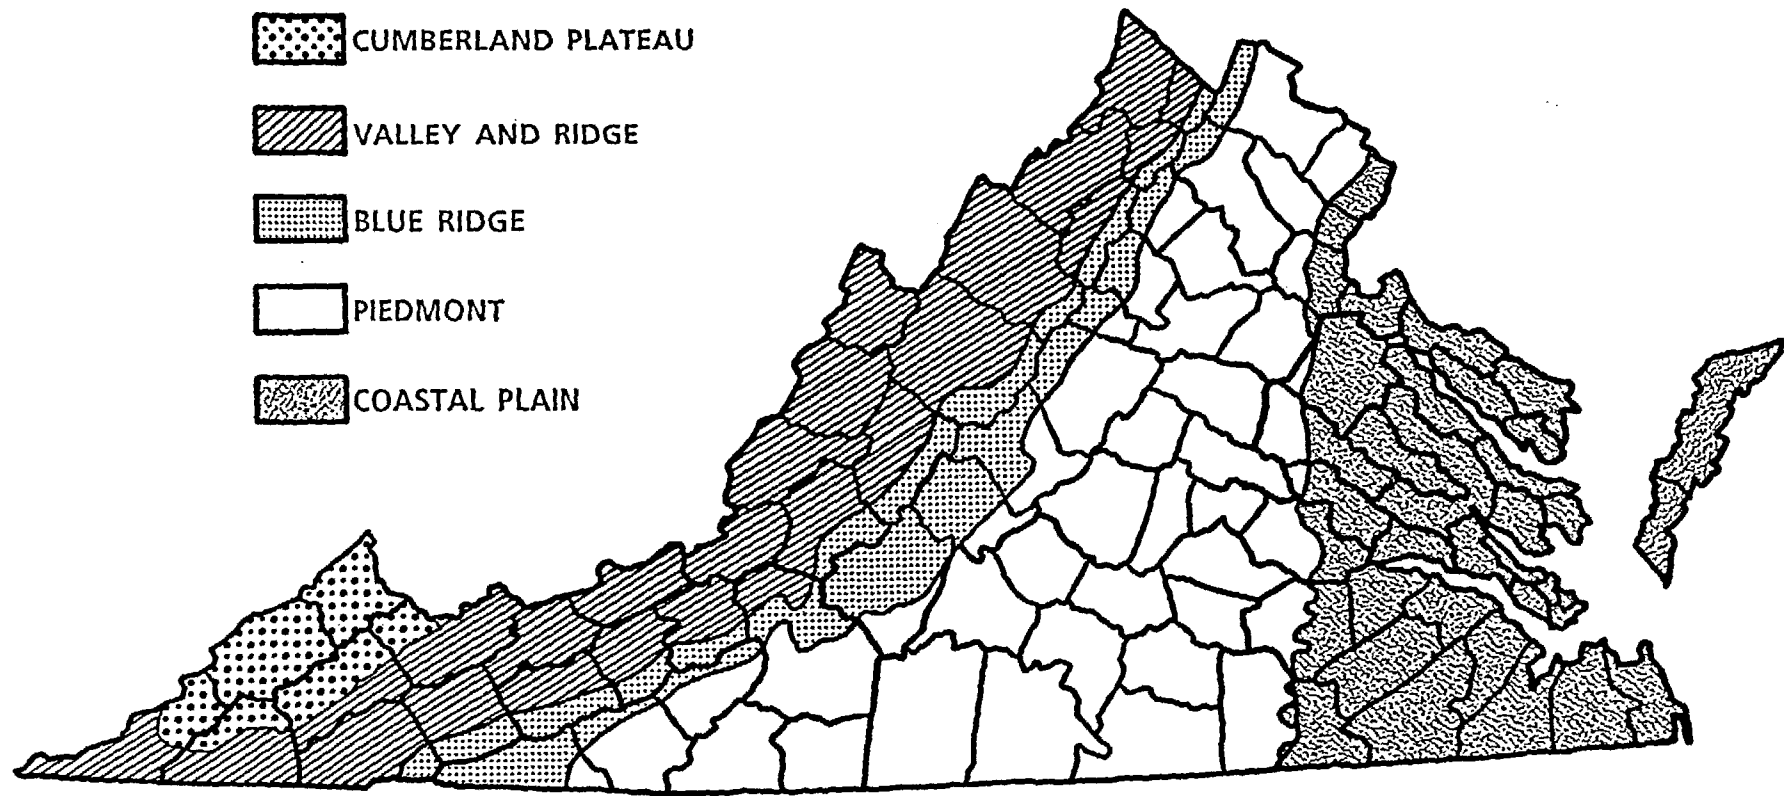 CUMBERLAND PLATEAU
VALLEY AND RIDGE
BLUE RIDGE
PIEDMONT
COASTAL PLAIN